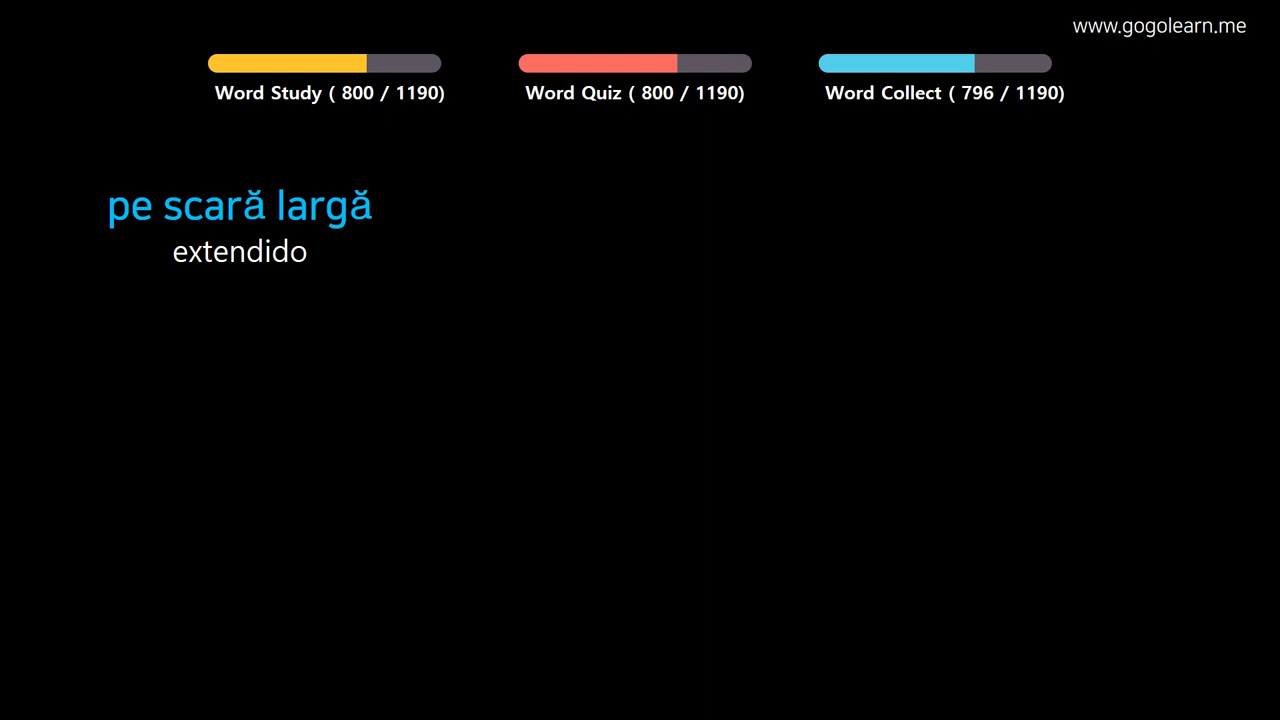 www.gogolearn.me
Word Study ( 800 / 1190)
Word Quiz ( 800 / 1190)
Word Collect ( 796 / 1190)
pe scară largă
extendido